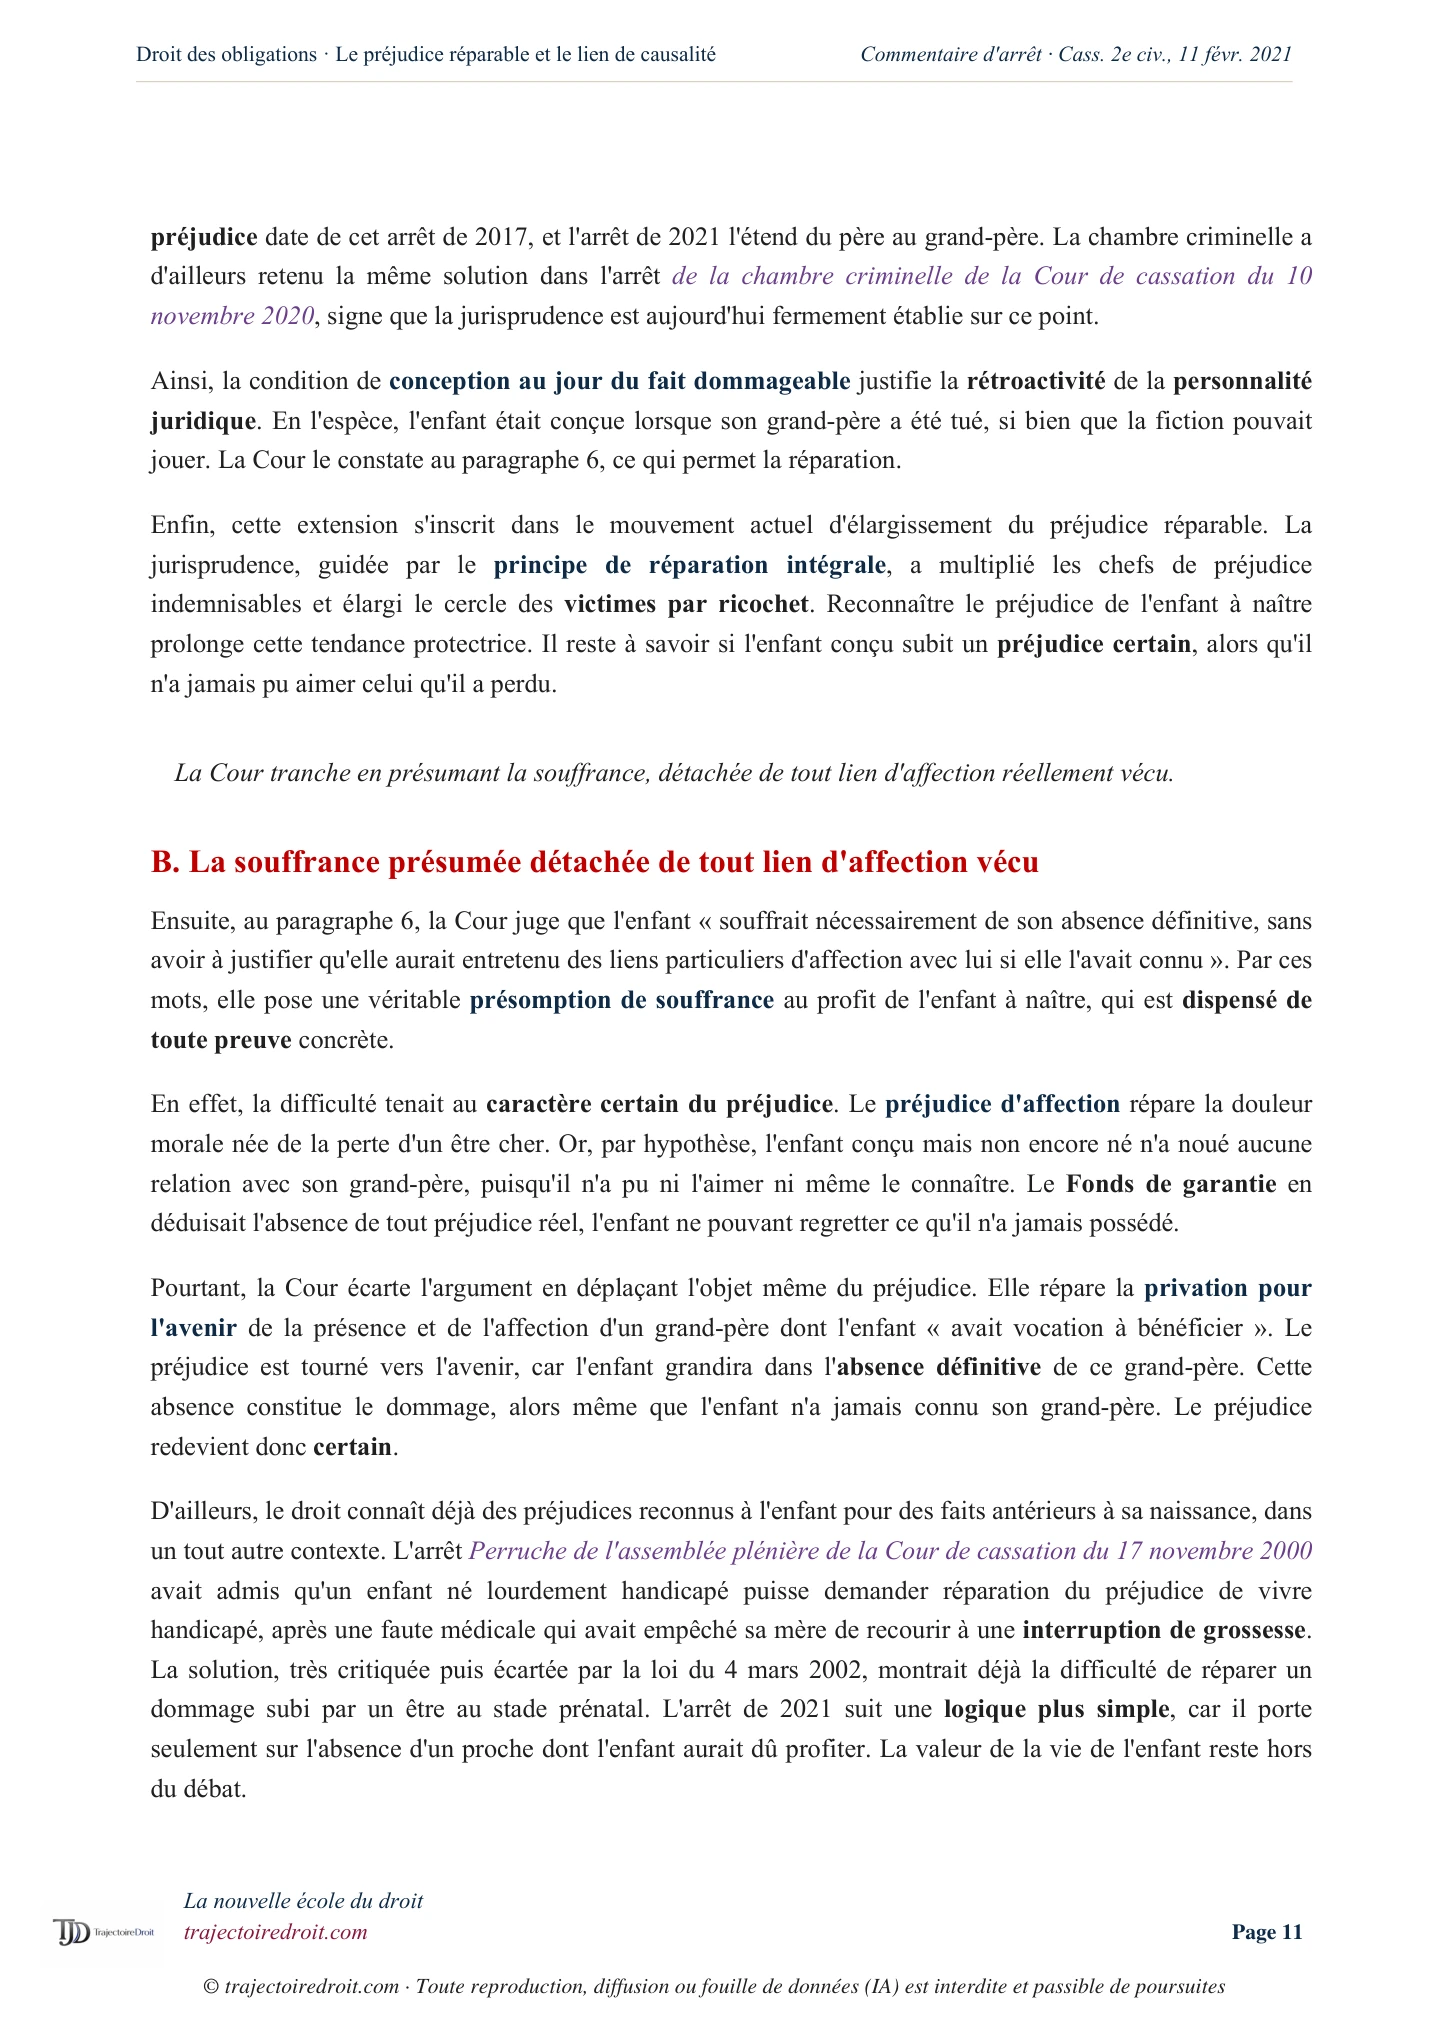 Droit des obligations · Le préjudice réparable et le lien de causalité
Commentaire d'arrêt · Cass. 2e civ., 11 févr. 2021
préjudice date de cet arrêt de 2017, et l'arrêt de 2021 l'étend du père au grand-père. La chambre criminelle a
d'ailleurs retenu la même solution dans l'arrêt de la chambre criminelle de la Cour de cassation du 10
novembre 2020, signe que la jurisprudence est aujourd'hui fermement établie sur ce point.
Ainsi, la condition de conception au jour du fait dommageable justifie la rétroactivité de la personnalité
juridique. En l'espèce, l'enfant était conçue lorsque son grand-père a été tué, si bien que la fiction pouvait
jouer. La Cour le constate au paragraphe 6, ce qui permet la réparation.
Enfin, cette extension s'inscrit dans le mouvement actuel d'élargissement du préjudice réparable. La
jurisprudence, guidée par le principe de réparation intégrale, a multiplié les chefs de préjudice
indemnisables et élargi le cercle des victimes par ricochet. Reconnaître le préjudice de l'enfant à naître
prolonge cette tendance protectrice. Il reste à savoir si l'enfant conçu subit un préjudice certain, alors qu'il
n'a jamais pu aimer celui qu'il a perdu.
La Cour tranche en présumant la souffrance, détachée de tout lien d'affection réellement vécu.
B. La souffrance présumée détachée de tout lien d'affection vécu
Ensuite, au paragraphe 6, la Cour juge que l'enfant « souffrait nécessairement de son absence définitive, sans
avoir à justifier qu'elle aurait entretenu des liens particuliers d'affection avec lui si elle l'avait connu ». Par ces
mots, elle pose une véritable présomption de souffrance au profit de l'enfant à naître, qui est dispensé de
toute preuve concrète.
En effet, la difficulté tenait au caractère certain du préjudice. Le préjudice d'affection répare la douleur
morale née de la perte d'un être cher. Or, par hypothèse, l'enfant conçu mais non encore né n'a noué aucune
relation avec son grand-père, puisqu'il n'a pu ni l'aimer ni même le connaître. Le Fonds de garantie en
déduisait l'absence de tout préjudice réel, l'enfant ne pouvant regretter ce qu'il n'a jamais possédé.
Pourtant, la Cour écarte l'argument en déplaçant l'objet même du préjudice. Elle répare la privation pour
l'avenir de la présence et de l'affection d'un grand-père dont l'enfant « avait vocation à bénéficier ». Le
préjudice est tourné vers l'avenir, car l'enfant grandira dans l'absence définitive de ce grand-père. Cette
absence constitue le dommage, alors même que l'enfant n'a jamais connu son grand-père. Le préjudice
redevient donc certain.
D'ailleurs, le droit connaît déjà des préjudices reconnus à l'enfant pour des faits antérieurs à sa naissance, dans
un tout autre contexte. L'arrêt Perruche de l'assemblée plénière de la Cour de cassation du 17 novembre 2000
avait admis qu'un enfant né lourdement handicapé puisse demander réparation du préjudice de vivre
handicapé, après une faute médicale qui avait empêché sa mère de recourir à une interruption de grossesse.
La solution, très critiquée puis écartée par la loi du 4 mars 2002, montrait déjà la difficulté de réparer un
dommage subi par un être au stade prénatal. L'arrêt de 2021 suit une logique plus simple, car il porte
seulement sur l'absence d'un proche dont l'enfant aurait dû profiter. La valeur de la vie de l'enfant reste hors
du débat.
La nouvelle école du droit
TJD TrajectoireDroit
trajectoiredroit.com
Page 11
© trajectoiredroit.com · Toute reproduction, diffusion ou fouille de données (IA) est interdite et passible de poursuites